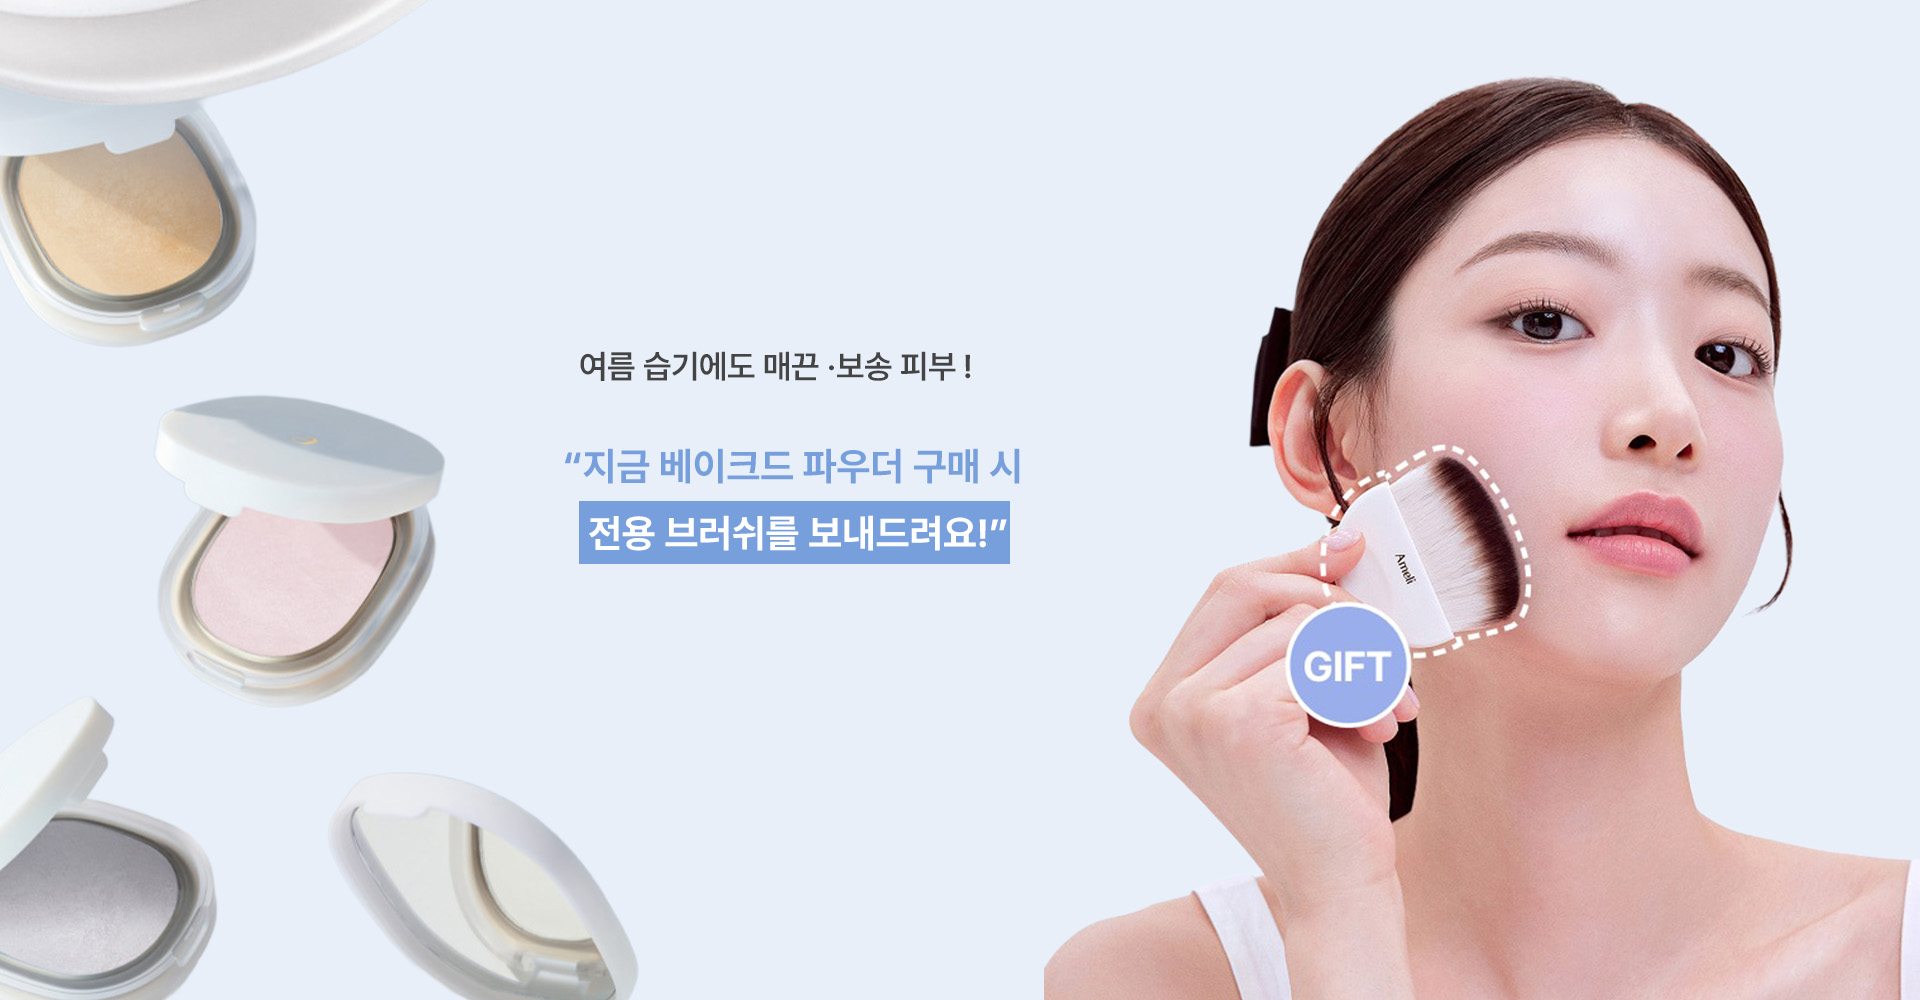 여름 습기에도 매끈 ·보송 피부 !
“지금 베이크드 파우더 구매 시
전용 브러쉬를 보내드려요!”
Ameli
GIFT